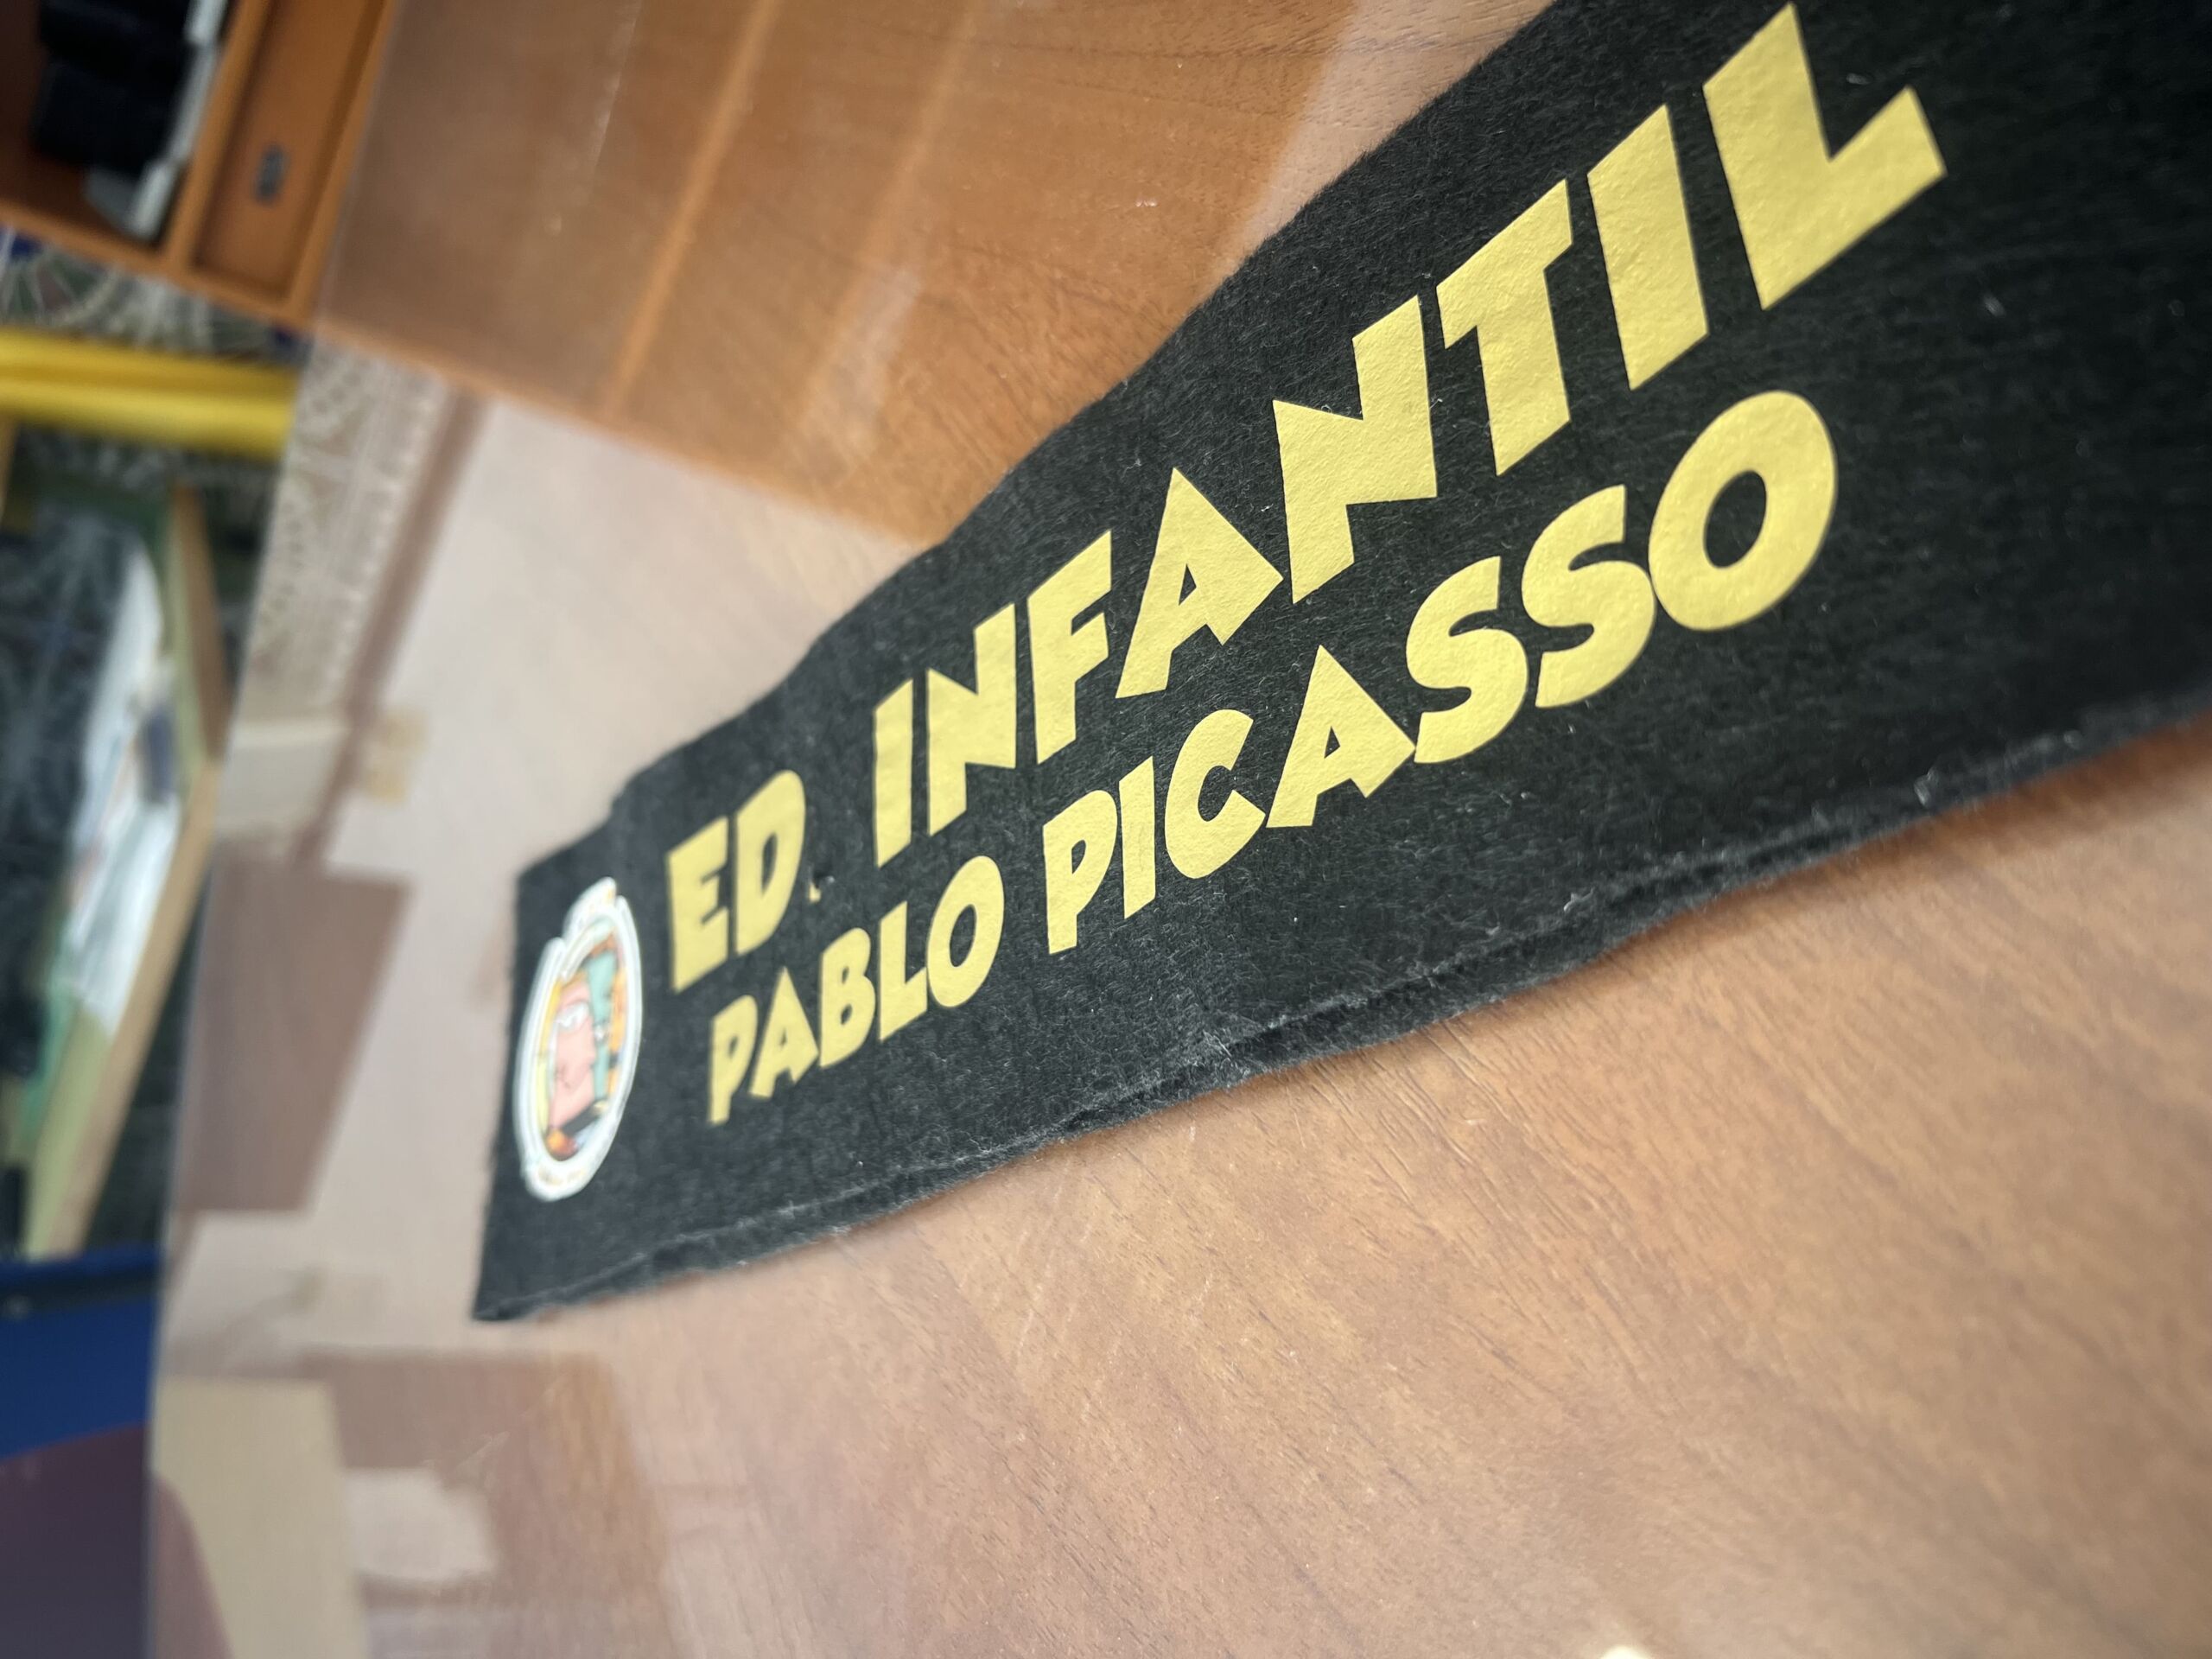 ED. INFANTIL
PABLO PICASSO